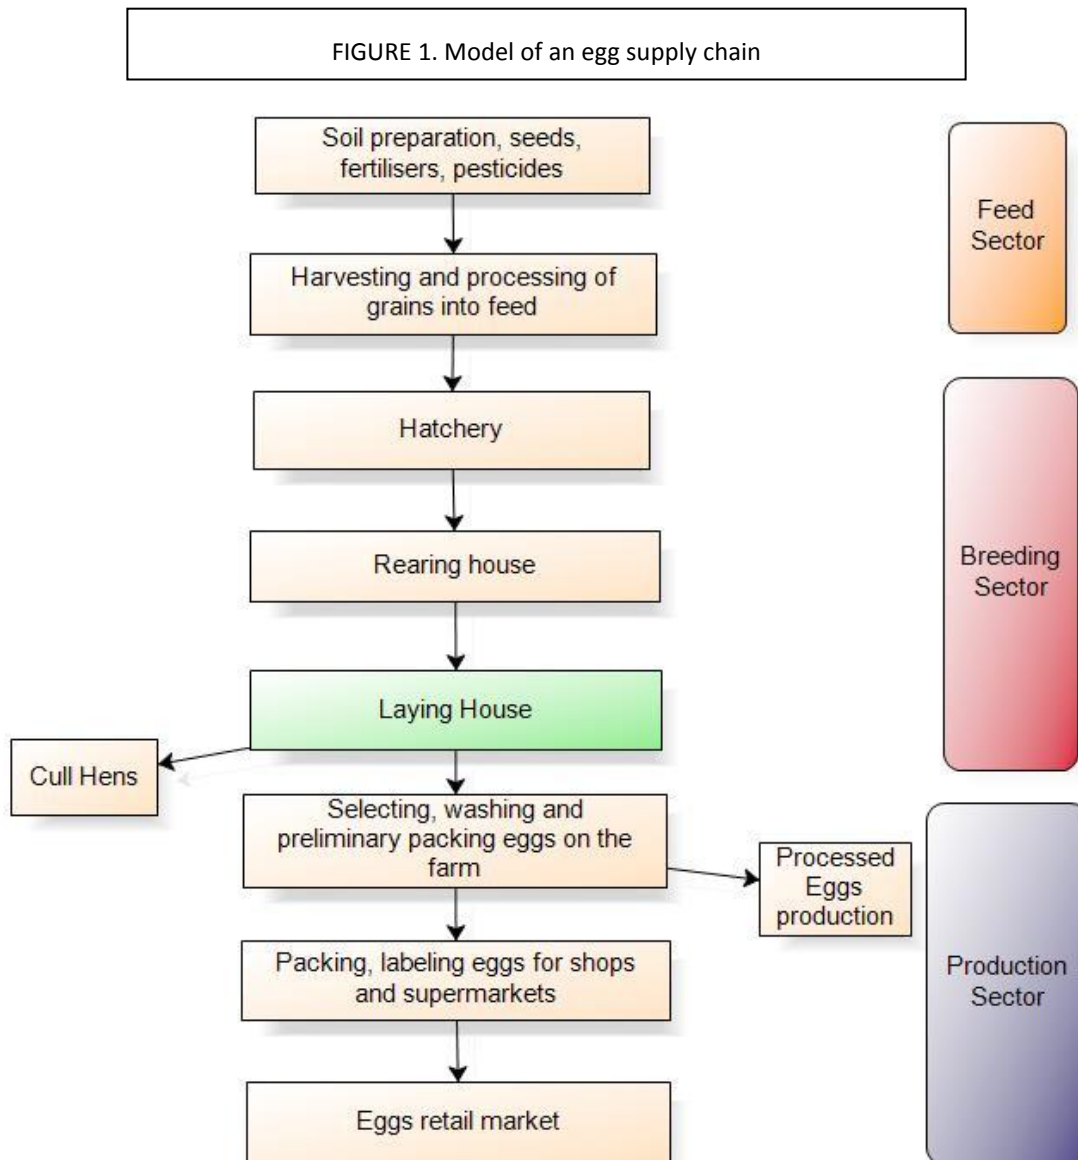 FIGURE 1. Model of an egg supply chain
Soil preparation, seeds,
fertilisers, pesticides
Feed
Sector
Harvesting and processing of
grains into feed
Hatchery
Rearing house
Breeding
Sector
Laying House
Cull Hens
Selecting, washing and
preliminary packing eggs on the
farm
Processed
Eggs
production
Packing, labeling eggs for shops
and supermarkets
Production
Sector
Eggs retail market